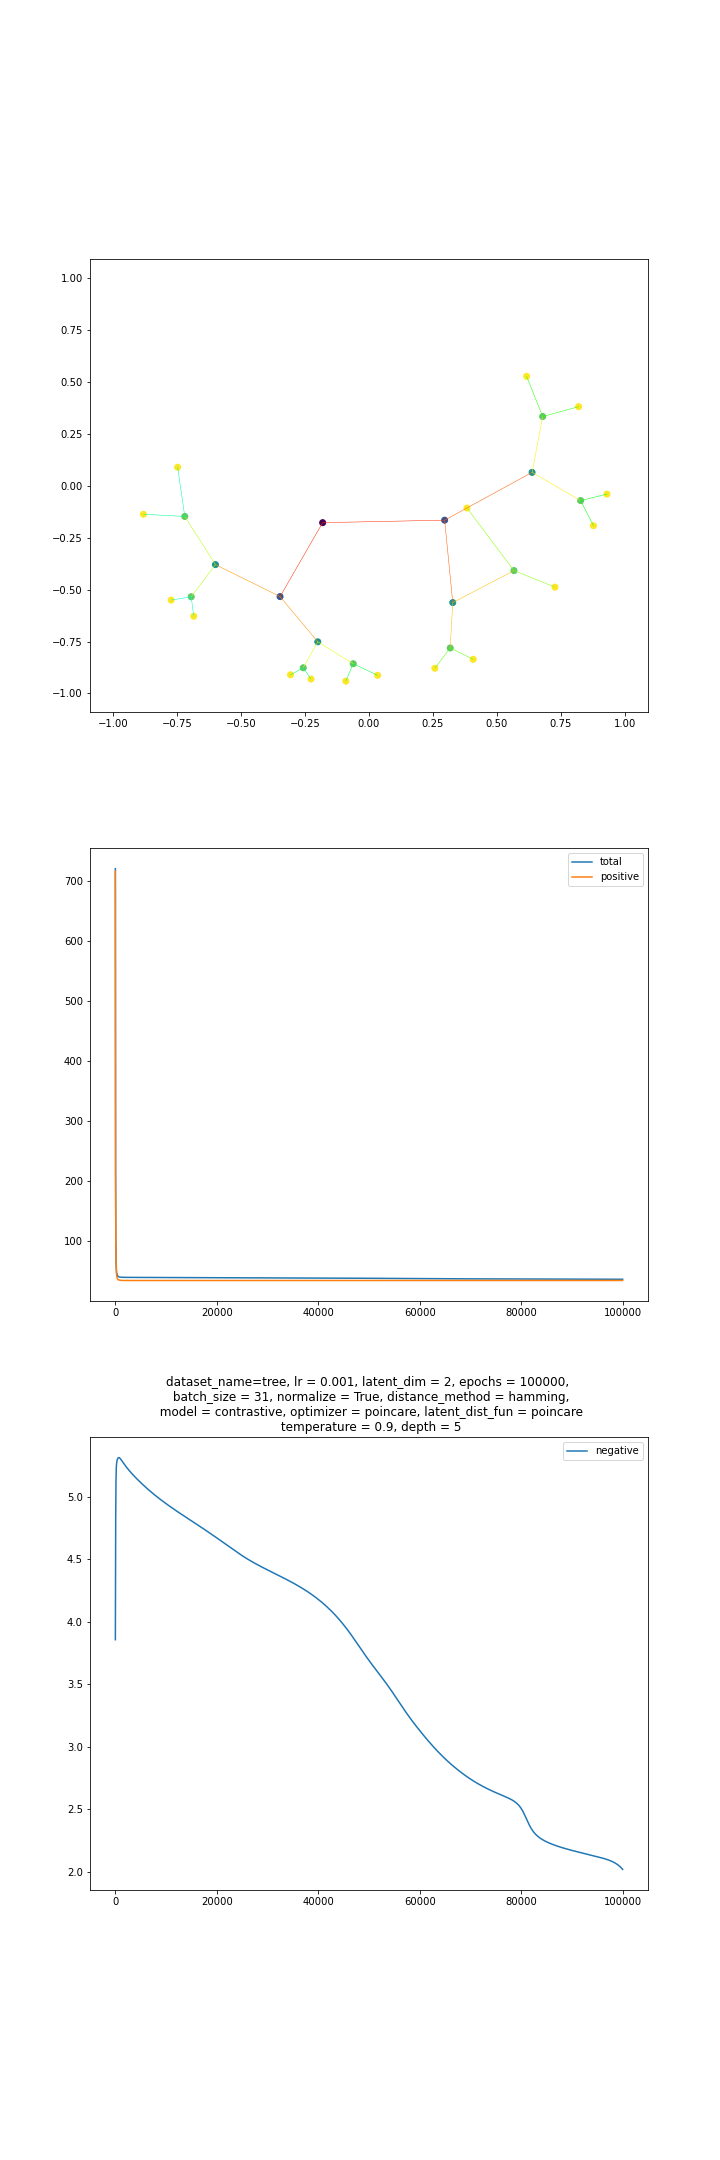 1.00
0.75
0.50
0.25
0.00
−0.25
−0.50
−0.75
−1.00
−1.00 −0.75 −0.50 −0.25 0.00 0.25 0.50 0.75 1.00
total
positive
700
600
500
400
300
200
100
0 20000 40000 60000 80000 100000
dataset_name=tree, lr = 0.001, latent_dim = 2, epochs = 100000,
batch_size = 31, normalize = True, distance_method = hamming,
model = contrastive, optimizer = poincare, latent_dist_fun = poincare
temperature = 0.9, depth = 5
negative
5.0
4.5
4.0
3.5
3.0
2.5
2.0
0 20000 40000 60000 80000 100000